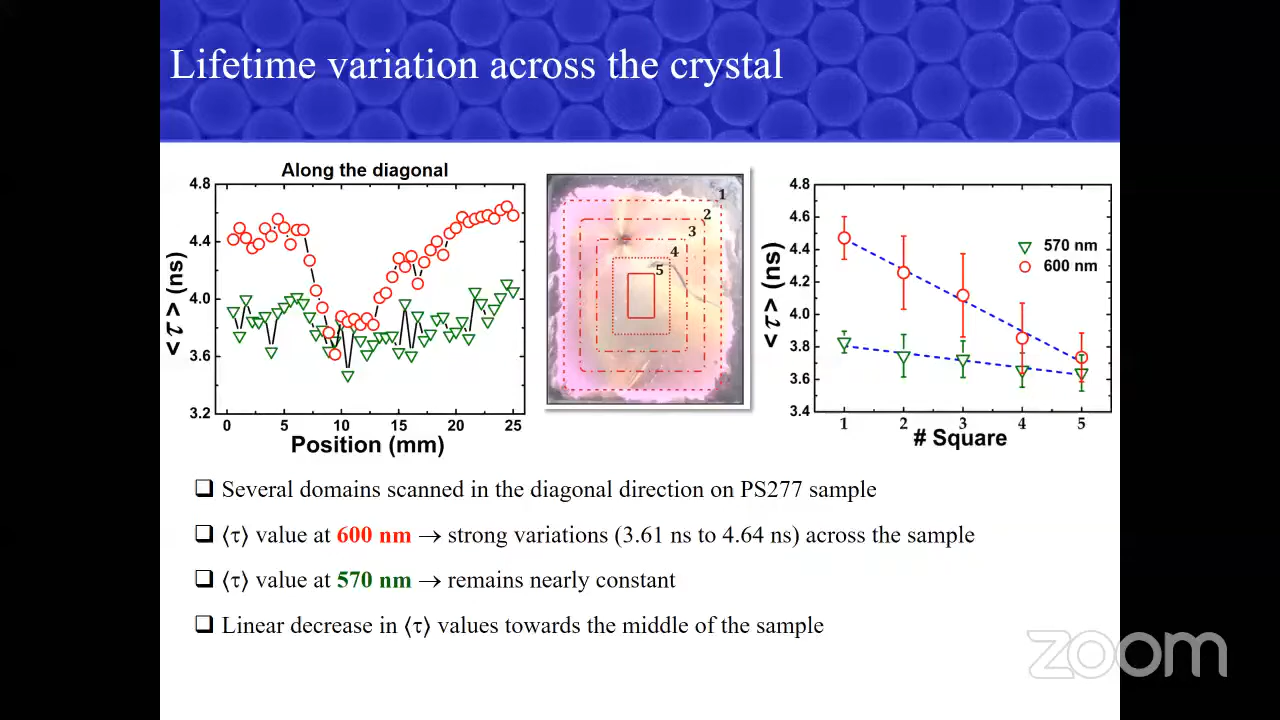 Lifetime variation across the crystal
Along the diagonal
4.8
4.4
4.0
3.6
3.2
< τ > (ns)
0 5 10 15 20 25
Position (mm)
1
2
3
4
5
4.8
4.6
4.4
4.2
4.0
3.8
3.6
3.4
< τ > (ns)
570 nm
600 nm
1 2 3 4 5
# Square
❑ Several domains scanned in the diagonal direction on PS277 sample
❑ ⟨τ⟩ value at 600 nm → strong variations (3.61 ns to 4.64 ns) across the sample
❑ ⟨τ⟩ value at 570 nm → remains nearly constant
❑ Linear decrease in ⟨τ⟩ values towards the middle of the sample
zoom